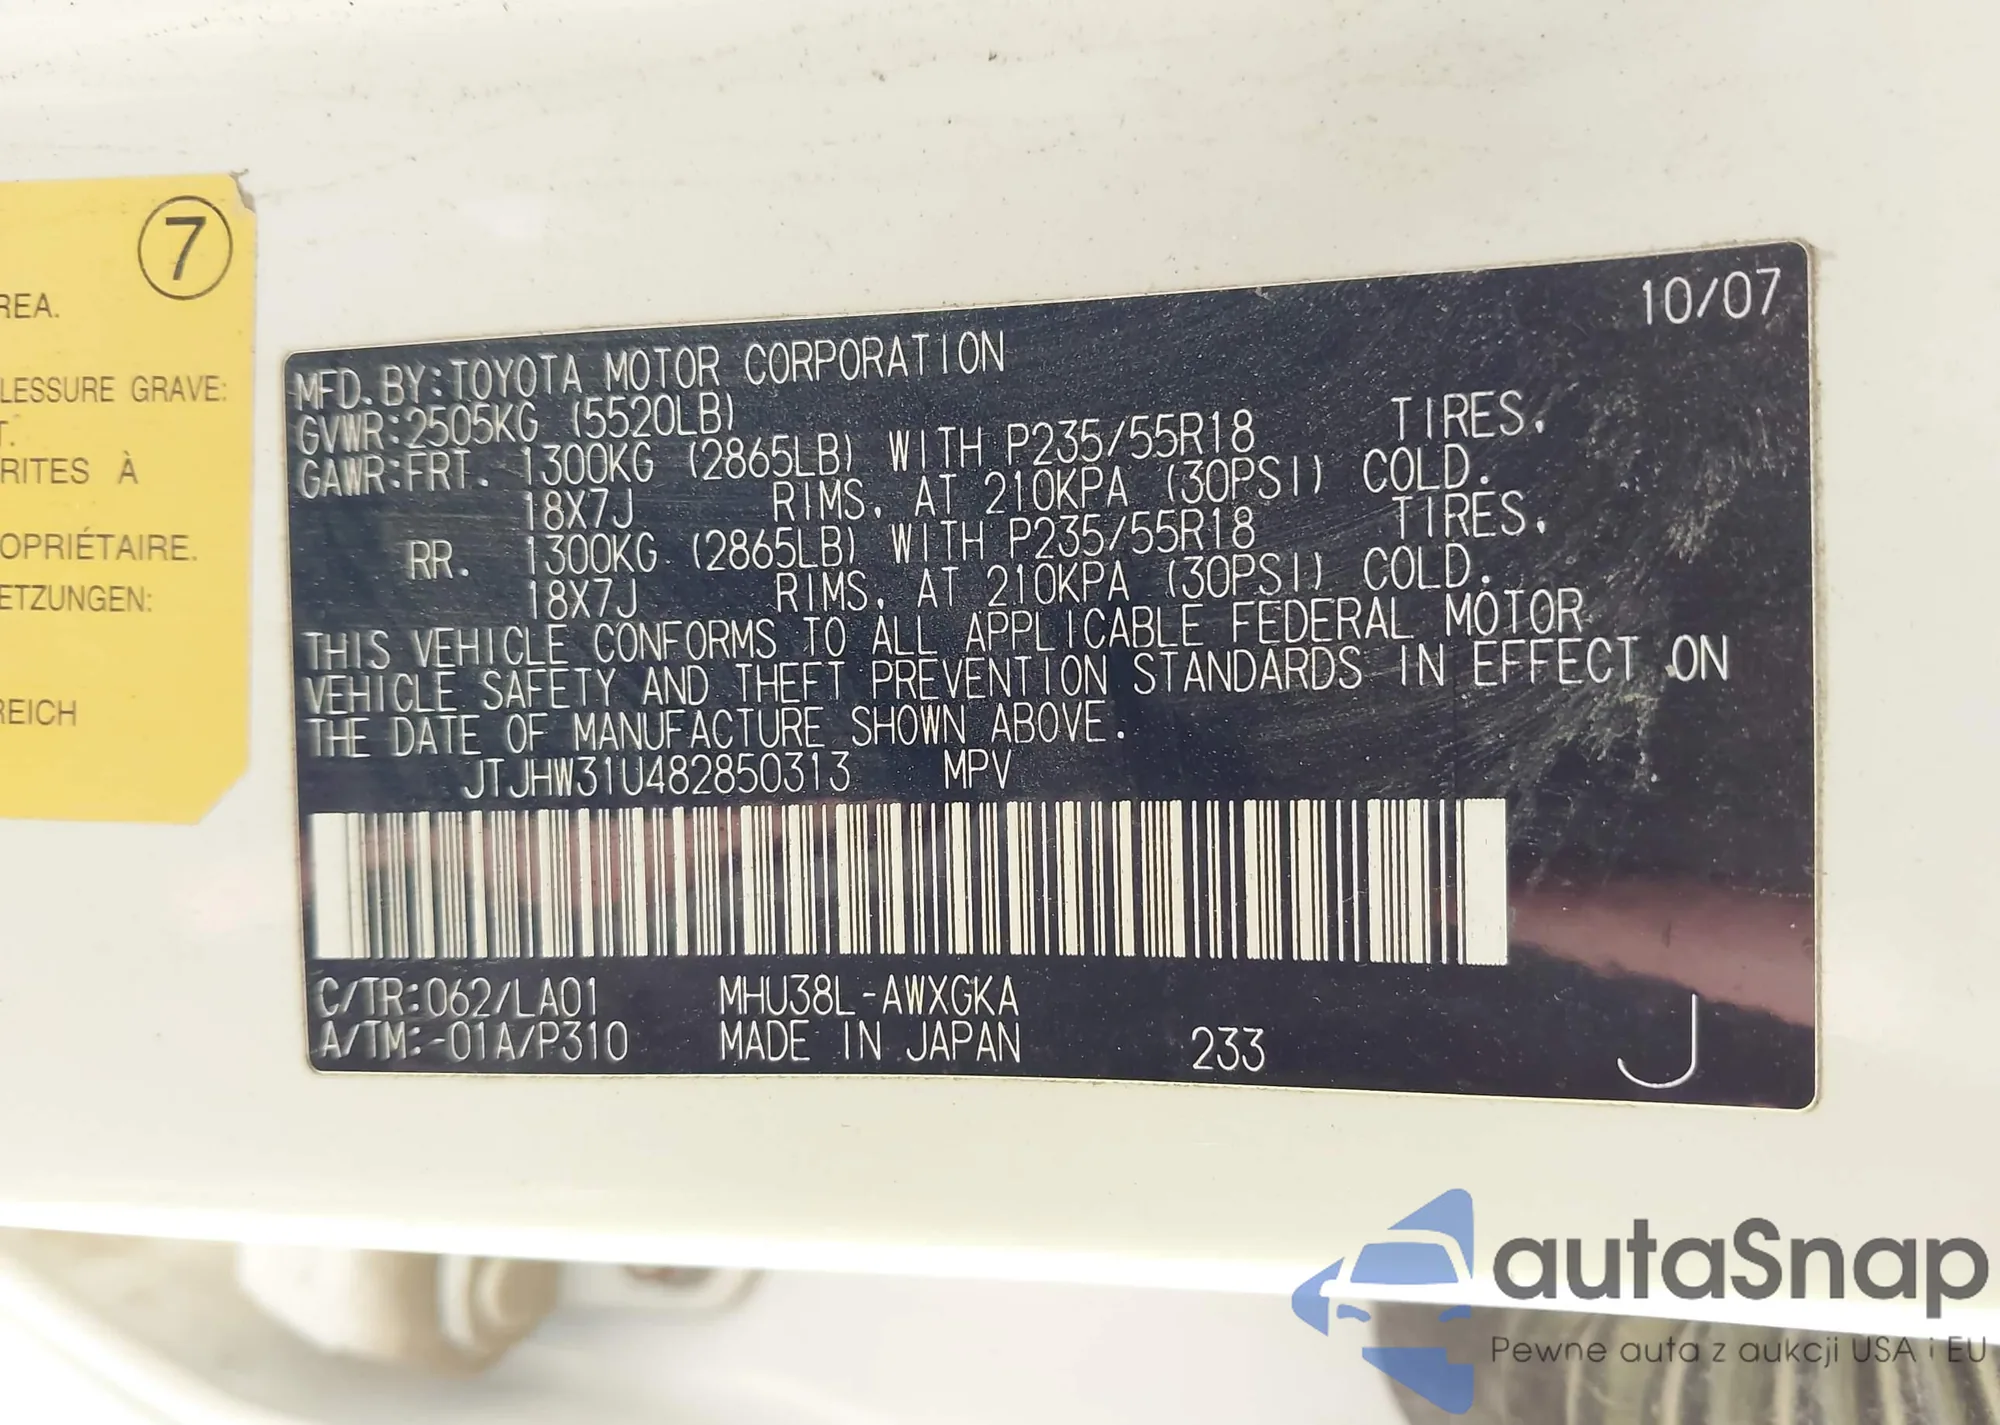 7
REA.
LESSURE GRAVE:
T.
RITES À
OPRIÉTAIRE.
ETZUNGEN:
REICH
10/07
MFD. BY:TOYOTA MOTOR CORPORATION
GVWR:2505KG (5520LB)
GAWR:FRT. 1300KG (2865LB) WITH P235/55R18 TIRES,
18X7J RIMS, AT 210KPA (30PSI) COLD.
RR. 1300KG (2865LB) WITH P235/55R18 TIRES,
18X7J RIMS, AT 210KPA (30PSI) COLD.
THIS VEHICLE CONFORMS TO ALL APPLICABLE FEDERAL MOTOR
VEHICLE SAFETY AND THEFT PREVENTION STANDARDS IN EFFECT ON
THE DATE OF MANUFACTURE SHOWN ABOVE.
JTJHW31U482850313 MPV
C/TR:062/LA01 MHU38L-AWXGKA
A/TM:-01A/P310 MADE IN JAPAN 233 J
autaSnap
Pewne auta z aukcji USA i EU